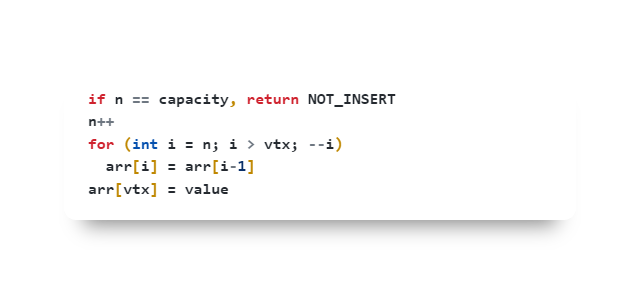 if n == capacity, return NOT_INSERT
n++
for (int i = n; i > vtx; --i)
  arr[i] = arr[i-1]
arr[vtx] = value